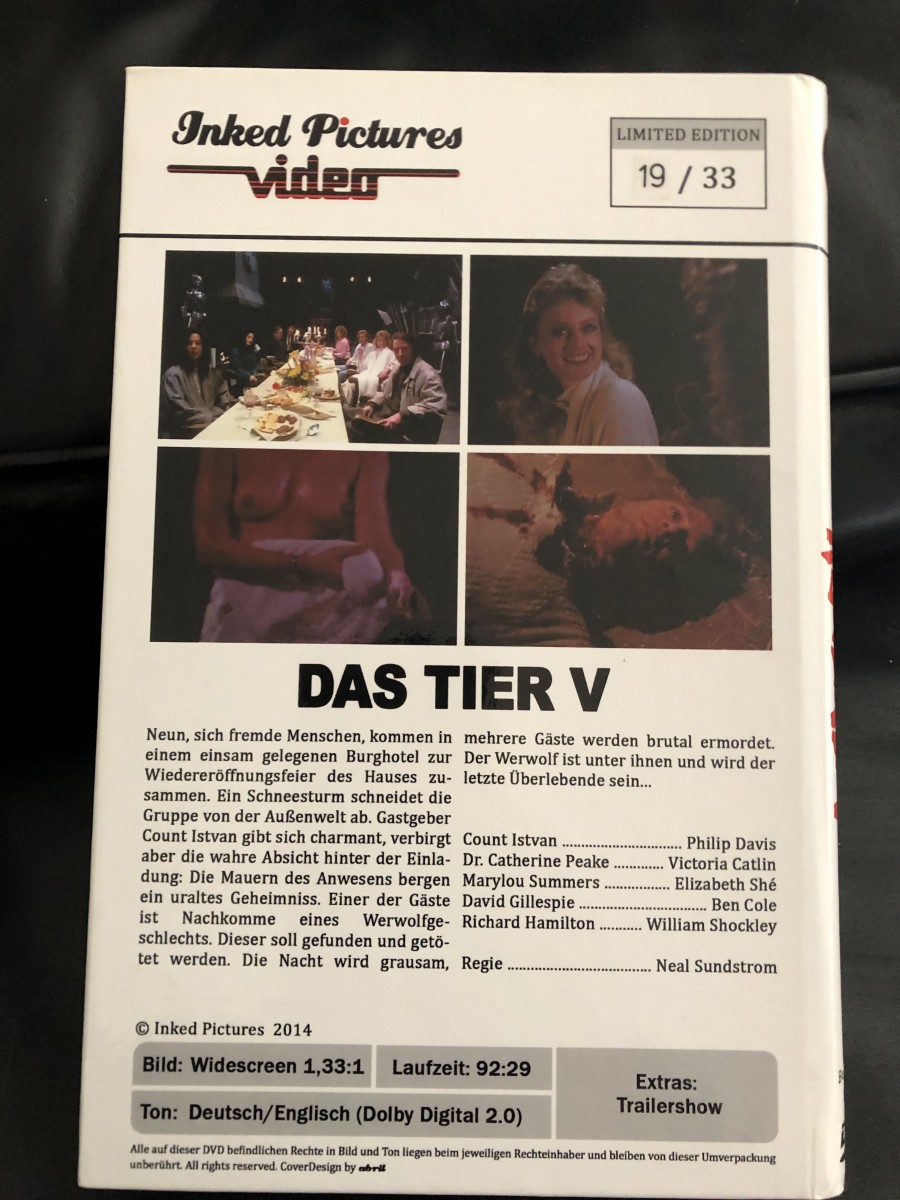 Inked Pictures
video
LIMITED EDITION
19 / 33
DAS TIER V
Neun, sich fremde Menschen, kommen in
einem einsam gelegenen Burghotel zur
Wiedereröffnungsfeier des Hauses zu-
sammen. Ein Schneesturm schneidet die
Gruppe von der Außenwelt ab. Gastgeber
Count Istvan gibt sich charmant, verbirgt
aber die wahre Absicht hinter der Einla-
dung: Die Mauern des Anwesens bergen
ein uraltes Geheimniss. Einer der Gäste
ist Nachkomme eines Werwolfge-
schlechts. Dieser soll gefunden und getö-
tet werden. Die Nacht wird grausam,
mehrere Gäste werden brutal ermordet.
Der Werwolf ist unter ihnen und wird der
letzte Überlebende sein...
Count Istvan ............................... Philip Davis
Dr. Catherine Peake ............. Victoria Catlin
Marylou Summers ................. Elizabeth Shé
David Gillespie ................................. Ben Cole
Richard Hamilton ........... William Shockley
Regie ..................................... Neal Sundstrom
© Inked Pictures 2014
Bild: Widescreen 1,33:1
Laufzeit: 92:29
Ton: Deutsch/Englisch (Dolby Digital 2.0)
Extras:
Trailershow
Alle auf dieser DVD befindlichen Rechte in Bild und Ton liegen beim jeweiligen Rechteinhaber und bleiben von dieser Umverpackung
unberührt. All rights reserved. CoverDesign by abril